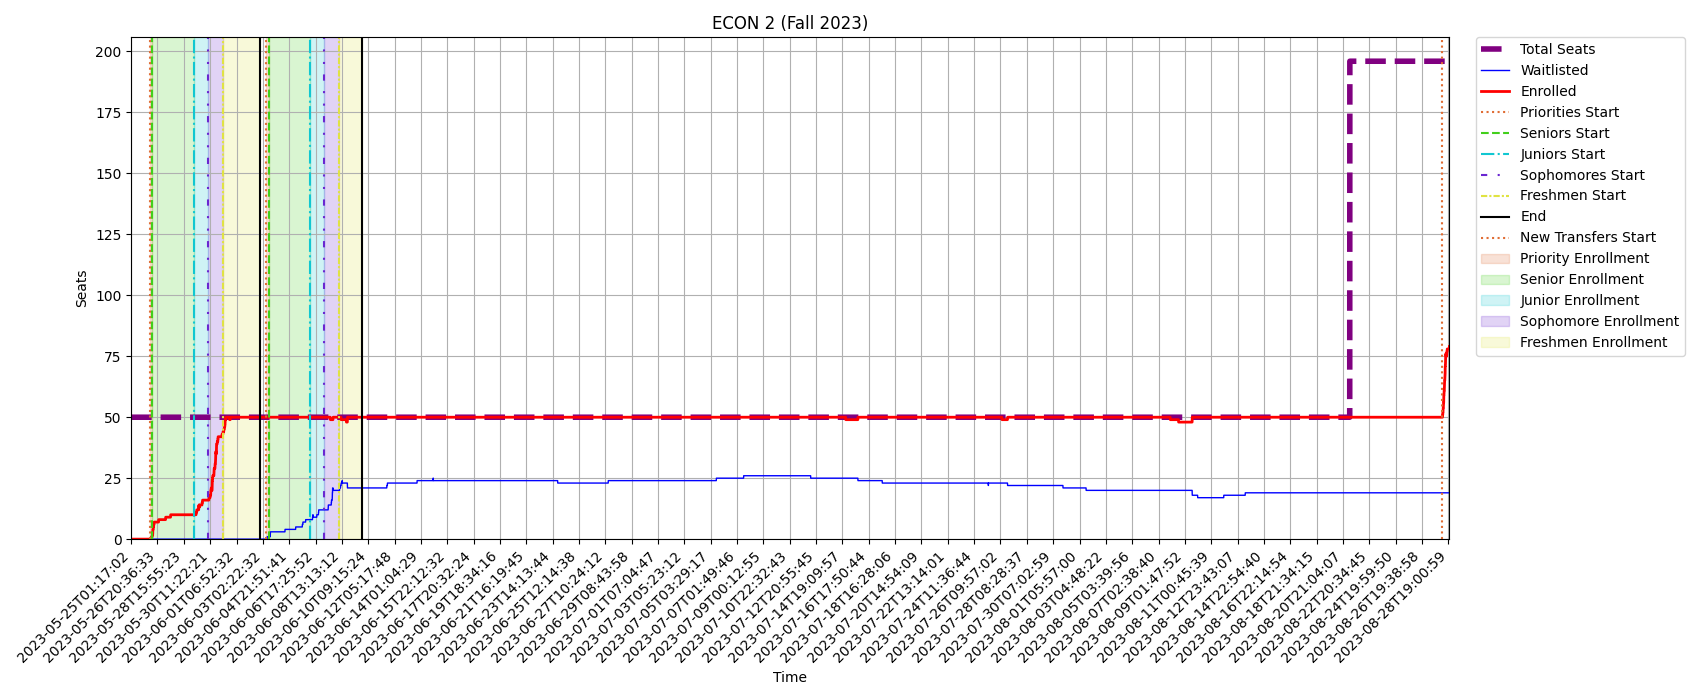 ECON 2 (Fall 2023)
Seats
200
175
150
125
100
75
50
25
0
Total Seats
Waitlisted
Enrolled
Priorities Start
Seniors Start
Juniors Start
Sophomores Start
Freshmen Start
End
New Transfers Start
Priority Enrollment
Senior Enrollment
Junior Enrollment
Sophomore Enrollment
Freshmen Enrollment
2023-05-25T01:17:02
2023-05-26T20:36:33
2023-05-28T15:55:23
2023-05-30T11:22:21
2023-06-01T06:52:32
2023-06-03T02:22:32
2023-06-04T21:51:41
2023-06-06T17:25:52
2023-06-08T13:13:12
2023-06-10T09:15:24
2023-06-12T05:17:48
2023-06-14T01:04:29
2023-06-15T22:12:32
2023-06-17T20:32:24
2023-06-19T18:34:16
2023-06-21T16:19:45
2023-06-23T14:13:44
2023-06-25T12:14:38
2023-06-27T10:24:12
2023-06-29T08:43:58
2023-07-01T07:04:47
2023-07-03T05:23:12
2023-07-05T03:29:17
2023-07-07T01:49:46
2023-07-09T00:12:55
2023-07-10T22:32:43
2023-07-12T20:55:45
2023-07-14T19:09:57
2023-07-16T17:50:44
2023-07-18T16:28:06
2023-07-20T14:54:09
2023-07-22T13:14:01
2023-07-24T11:36:44
2023-07-26T09:57:02
2023-07-28T08:28:37
2023-07-30T07:02:59
2023-08-01T05:57:00
2023-08-03T04:48:22
2023-08-05T03:39:56
2023-08-07T02:38:40
2023-08-09T01:47:52
2023-08-11T00:45:39
2023-08-12T23:43:07
2023-08-14T22:54:40
2023-08-16T22:14:54
2023-08-18T21:34:15
2023-08-20T21:04:07
2023-08-22T20:34:45
2023-08-24T19:59:50
2023-08-26T19:38:58
2023-08-28T19:00:59
Time